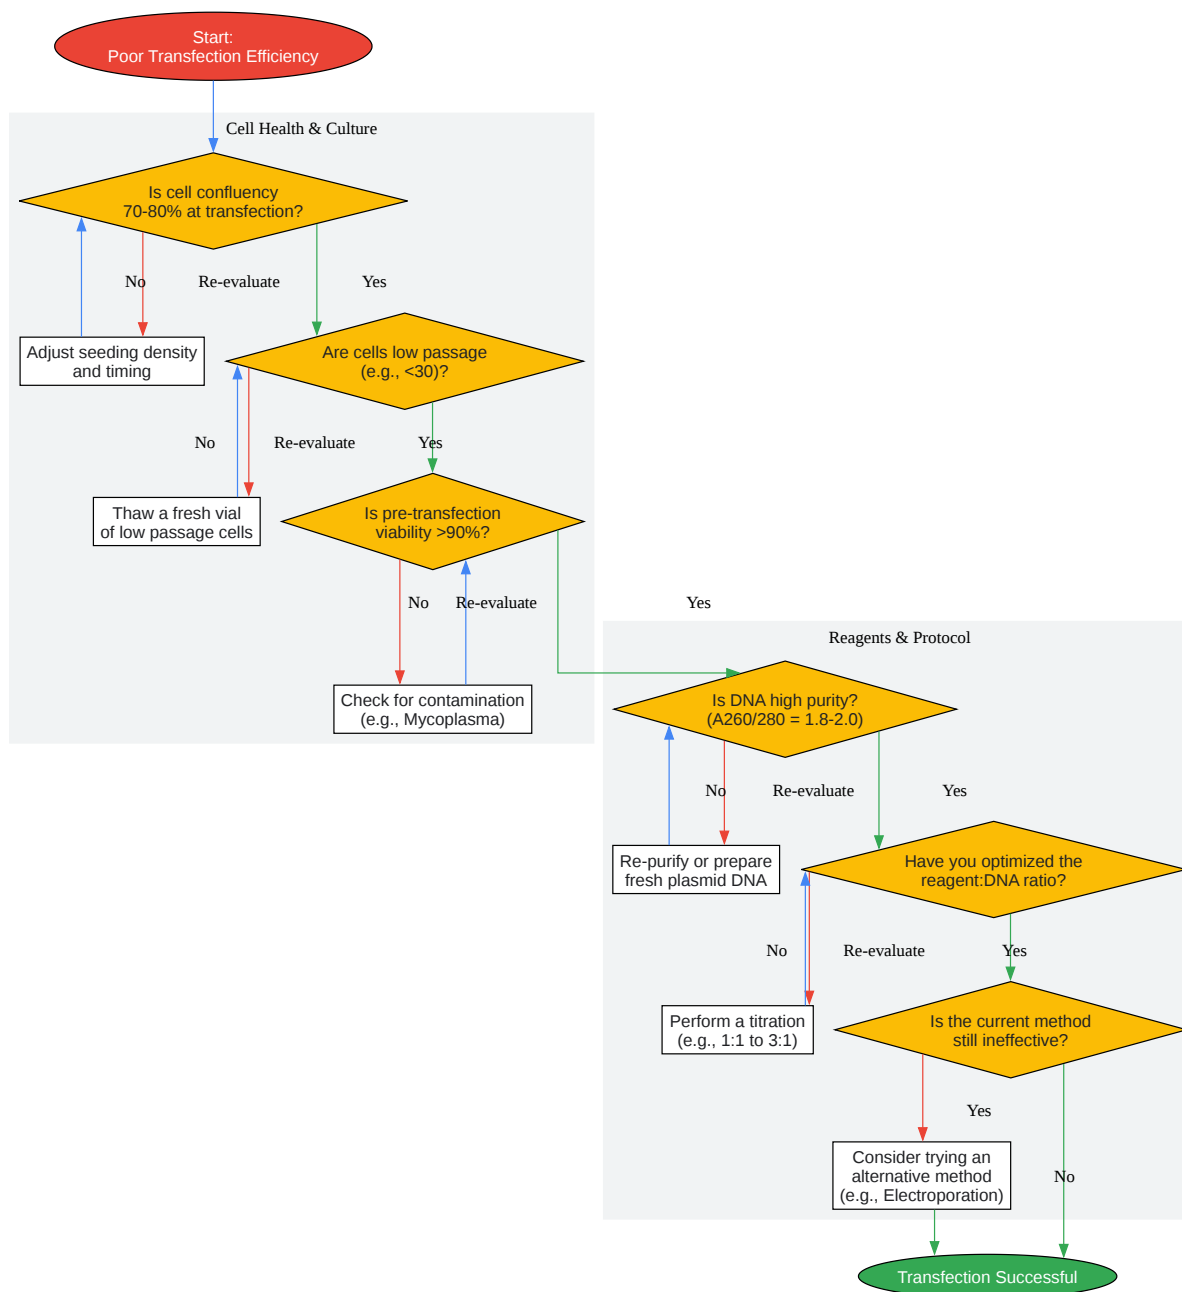 Start:
Poor Transfection Efficiency
Cell Health & Culture
Is cell confluency
70-80% at transfection?
No
Re-evaluate
Yes
Adjust seeding density
and timing
Are cells low passage
(e.g., <30)?
No
Re-evaluate
Yes
Thaw a fresh vial
of low passage cells
Is pre-transfection
viability >90%?
No
Re-evaluate
Yes
Check for contamination
(e.g., Mycoplasma)
Reagents & Protocol
Is DNA high purity?
(A260/280 = 1.8-2.0)
No
Re-evaluate
Yes
Re-purify or prepare
fresh plasmid DNA
Have you optimized the
reagent:DNA ratio?
No
Re-evaluate
Yes
Perform a titration
(e.g., 1:1 to 3:1)
Is the current method
still ineffective?
Yes
Consider trying an
alternative method
(e.g., Electroporation)
No
Transfection Successful